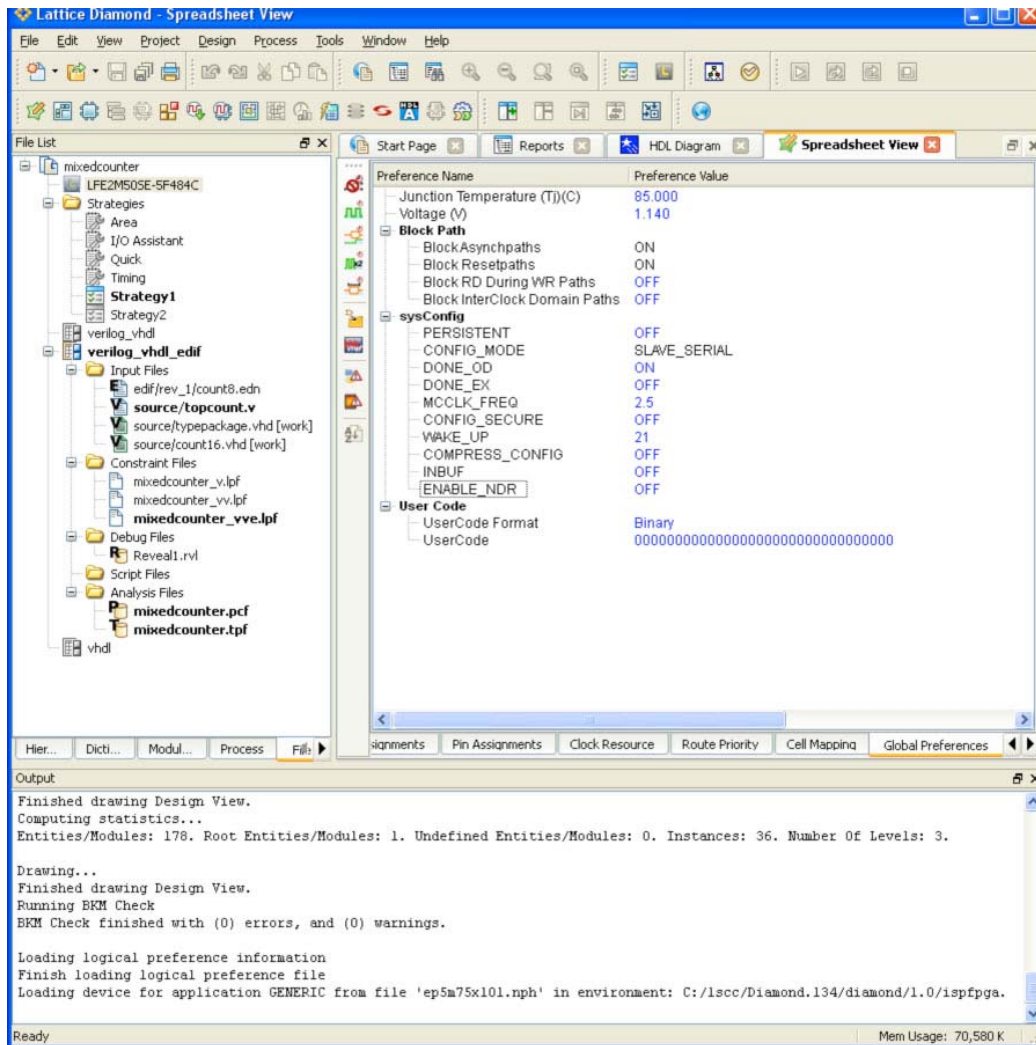 Lattice Diamond - Spreadsheet View
File Edit View Project Design Process Tools Window Help
File List
Start Page Reports HDL Diagram Spreadsheet View
mixedcounter
LFE2M50SE-5F484C
Strategies
Area
I/O Assistant
Quick
Timing
Strategy1
Strategy2
verilog_vhdl
verilog_vhdl_edif
Input Files
edif/rev_1/count8.edn
source/topcount.v
source/typepackage.vhd [work]
source/count16.vhd [work]
Constraint Files
mixedcounter_v.lpf
mixedcounter_vv.lpf
mixedcounter_vve.lpf
Debug Files
Reveal1.rvl
Script Files
Analysis Files
mixedcounter.pcf
mixedcounter.tpf
vhdl
Hier... Dicti... Modul... Process
Preference Name Preference Value
Junction Temperature (Tj)(C) 85.000
Voltage (V) 1.140
Block Path
Block Asynchpaths ON
Block Resetpaths ON
Block RD During WR Paths OFF
Block InterClock Domain Paths OFF
sysConfig
PERSISTENT OFF
CONFIG_MODE SLAVE_SERIAL
DONE_OD ON
DONE_EX OFF
MCCLK_FREQ 2.5
CONFIG_SECURE OFF
WAKE_UP 21
COMPRESS_CONFIG OFF
INBUF OFF
ENABLE_NDR OFF
User Code
UserCode Format Binary
UserCode 00000000000000000000000000000000
signments Pin Assignments Clock Resource Route Priority Cell Mapping Global Preferences
Output
Finished drawing Design View.
Computing statistics...
Entities/Modules: 178. Root Entities/Modules: 1. Undefined Entities/Modules: 0. Instances: 36. Number Of Levels: 3.
Drawing...
Finished drawing Design View.
Running BKM Check
BKM Check finished with (0) errors, and (0) warnings.
Loading logical preference information
Finish loading logical preference file
Loading device for application GENERIC from file 'ep5m75x101.nph' in environment: C:/lscc/Diamond.134/diamond/1.0/ispfpga.
Ready Mem Usage: 70,580 K